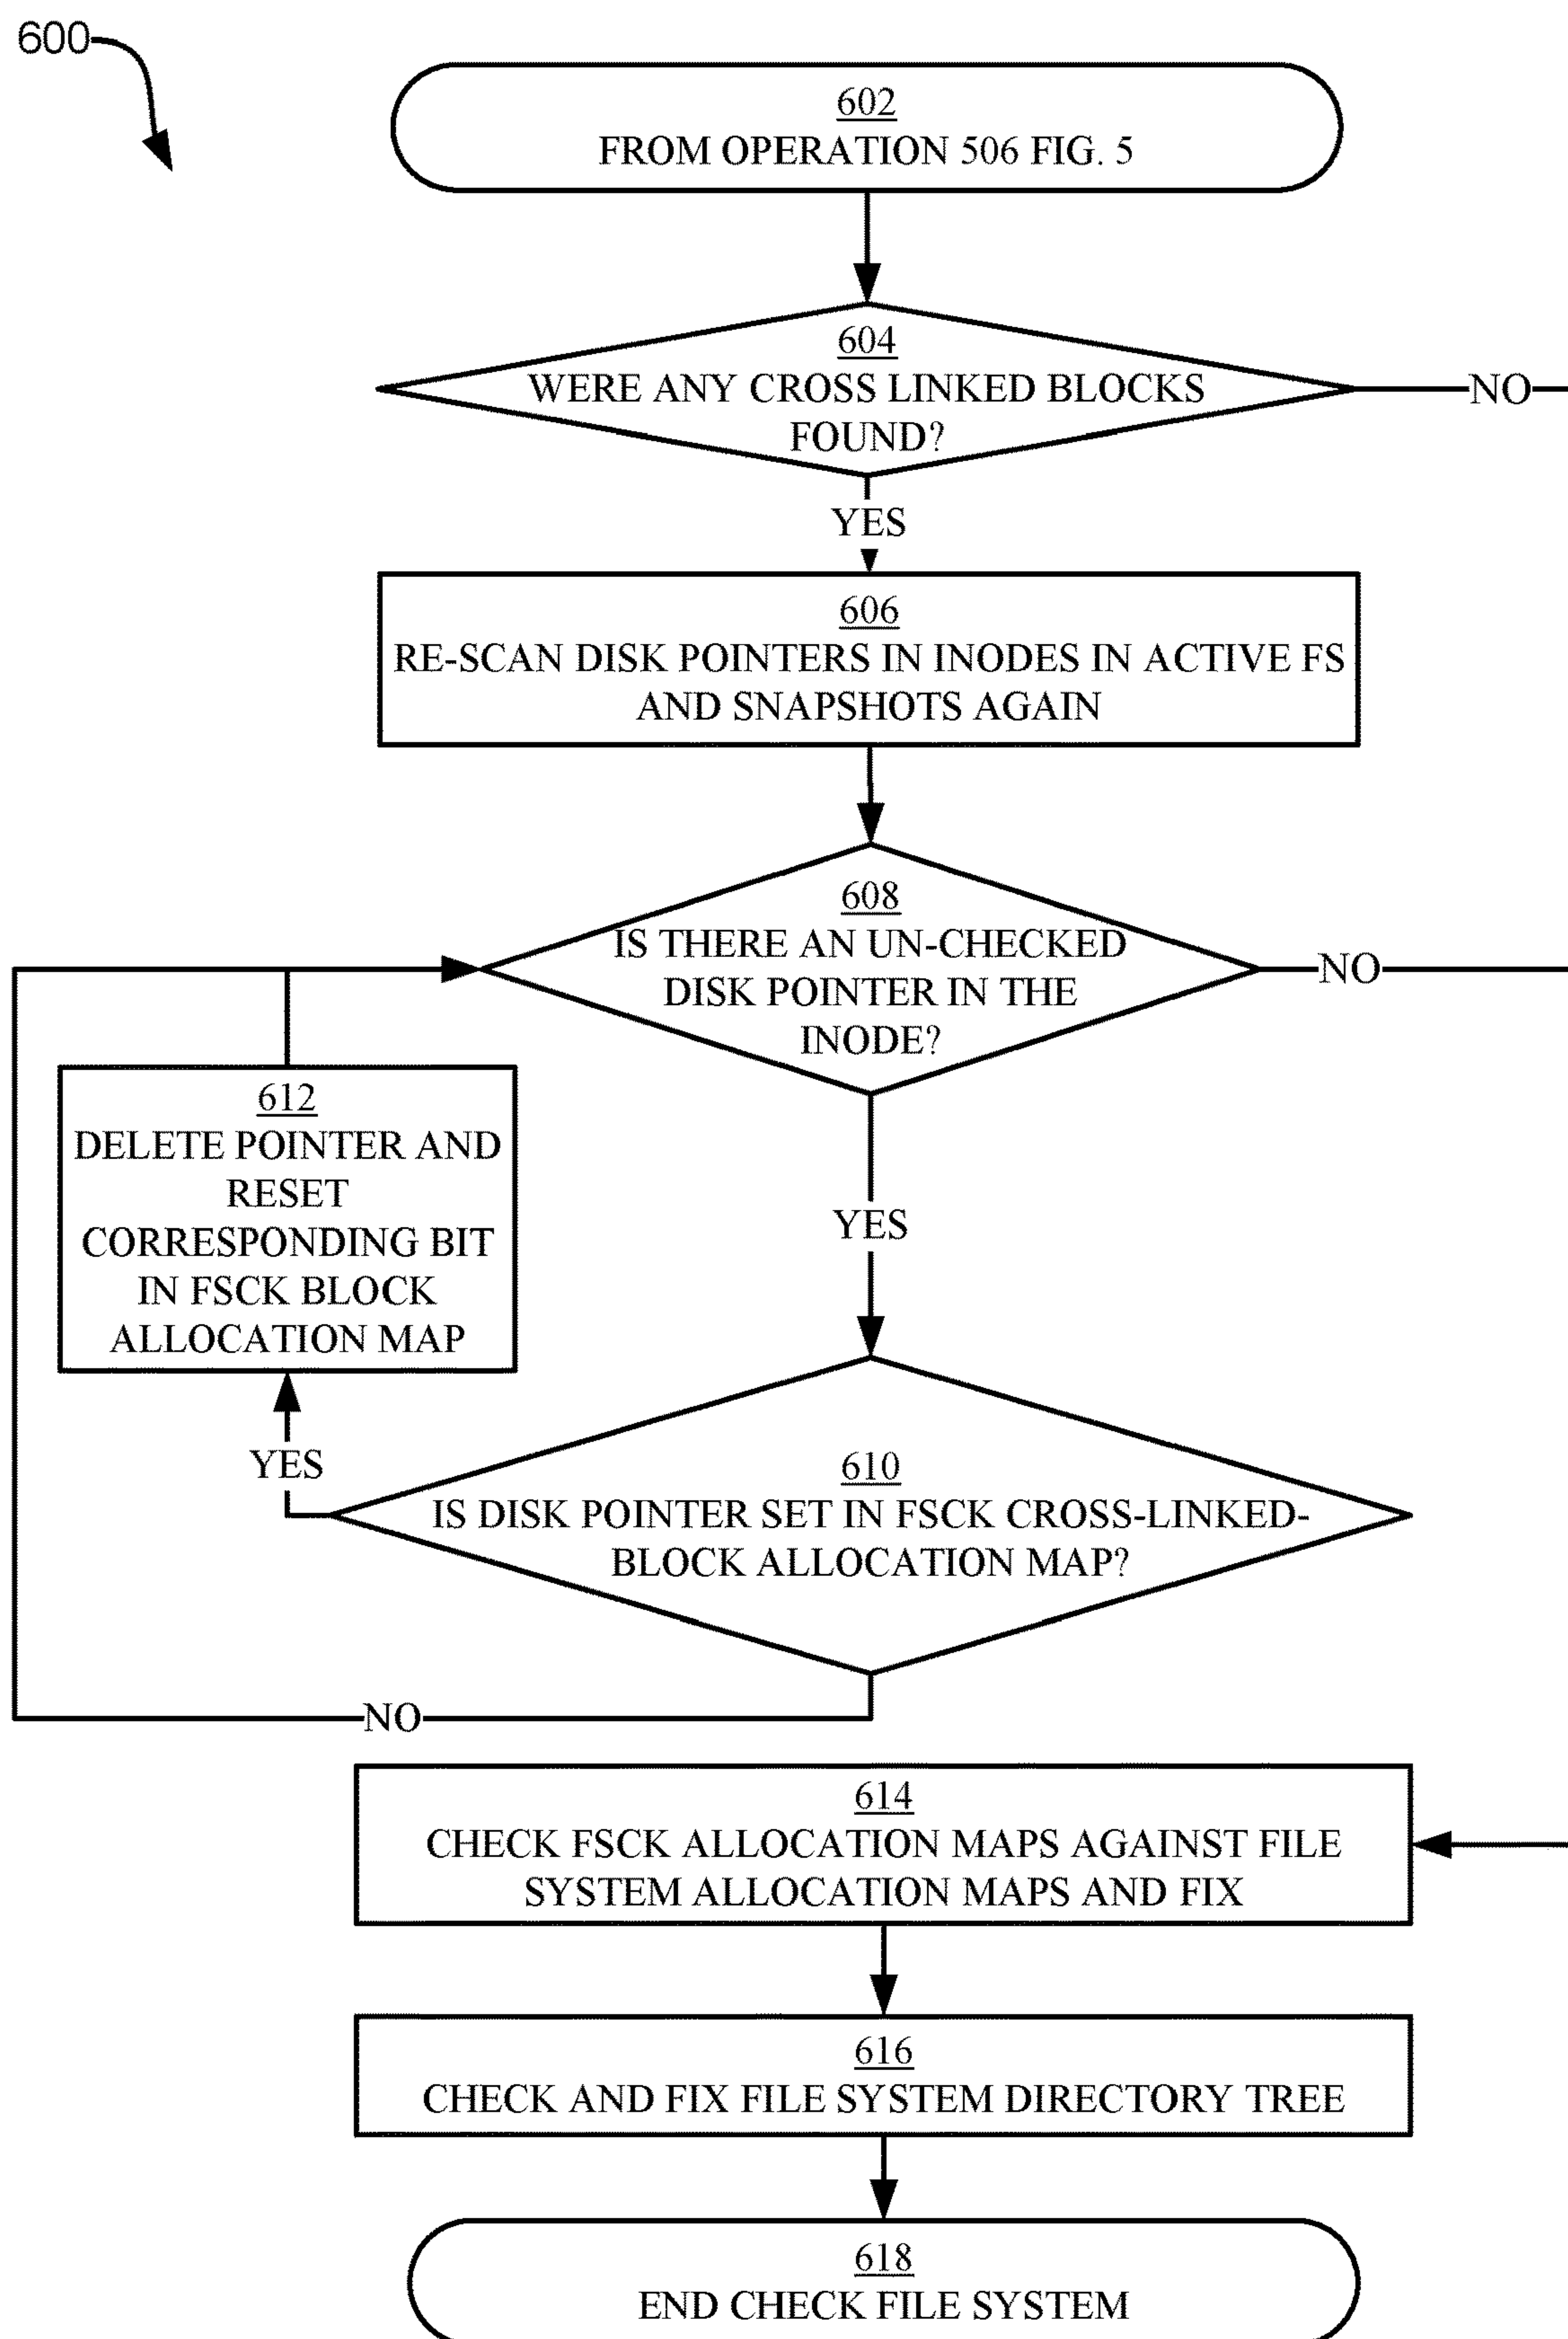 600
602
FROM OPERATION 506 FIG. 5
604
WERE ANY CROSS LINKED BLOCKS
FOUND?
NO
YES
606
RE-SCAN DISK POINTERS IN INODES IN ACTIVE FS
AND SNAPSHOTS AGAIN
608
IS THERE AN UN-CHECKED
DISK POINTER IN THE
INODE?
NO
612
DELETE POINTER AND
RESET
CORRESPONDING BIT
IN FSCK BLOCK
ALLOCATION MAP
YES
YES
610
IS DISK POINTER SET IN FSCK CROSS-LINKED-
BLOCK ALLOCATION MAP?
NO
614
CHECK FSCK ALLOCATION MAPS AGAINST FILE
SYSTEM ALLOCATION MAPS AND FIX
616
CHECK AND FIX FILE SYSTEM DIRECTORY TREE
618
END CHECK FILE SYSTEM